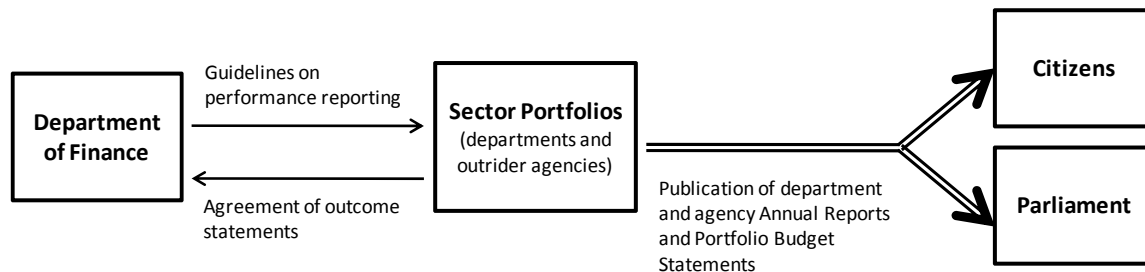 Department
of Finance
Guidelines on
performance reporting
Agreement of outcome
statements
Sector Portfolios
(departments and
outrider agencies)
Publication of department
and agency Annual Reports
and Portfolio Budget
Statements
Citizens
Parliament